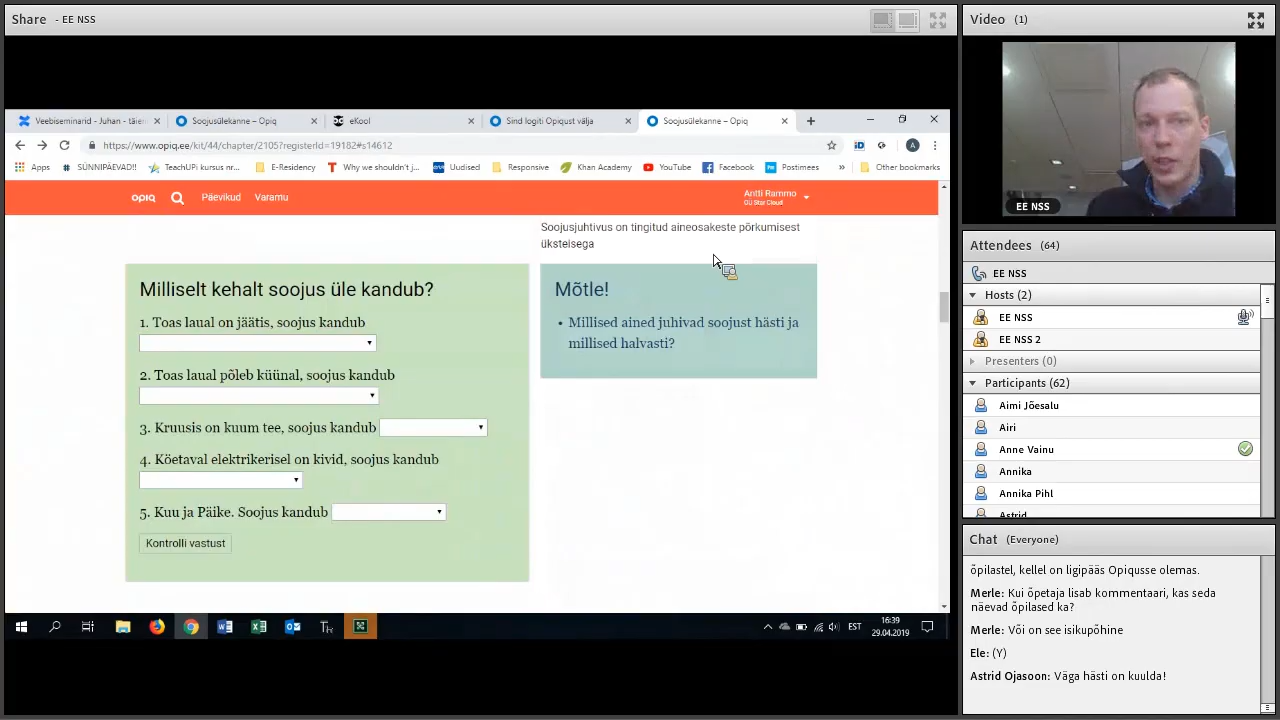 Share - EE NSS
Veebiseminarid - Juhan - täien
Soojusülekanne – Opiq
eKool
Sind logiti Opiqust välja
Soojusülekanne – Opiq
https://www.opiq.ee/kit/44/chapter/2105?registerId=19182#s14612
Apps
SÜNNIPÄEVAD!!
TeachUPi kursus nr...
E-Residency
Why we shouldn't j...
Uudised
Responsive
Khan Academy
YouTube
Facebook
Postimees
»
Other bookmarks
opiq
Päevikud
Varamu
Antti Rammo
OÜ Star Cloud
Soojusjuhtivus on tingitud aineosakeste põrkumisest
üksteisega
Milliselt kehalt soojus üle kandub?
1. Toas laual on jäätis, soojus kandub
2. Toas laual põleb küünal, soojus kandub
3. Kruusis on kuum tee, soojus kandub
4. Köetaval elektrikerisel on kivid, soojus kandub
5. Kuu ja Päike. Soojus kandub
Kontrolli vastust
Mõtle!
• Millised ained juhivad soojust hästi ja
millised halvasti?
EST
16:39
29.04.2019
Video (1)
EE NSS
Attendees (64)
EE NSS
Hosts (2)
EE NSS
EE NSS 2
Presenters (0)
Participants (62)
Aimi Jõesalu
Airi
Anne Vainu
Annika
Annika Pihl
Astrid
Chat (Everyone)
õpilastel, kellel on ligipääs Opiqusse olemas.
Merle: Kui õpetaja lisab kommentaari, kas seda
näevad õpilased ka?
Merle: Või on see isikupõhine
Ele: (Y)
Astrid Ojasoon: Väga hästi on kuulda!